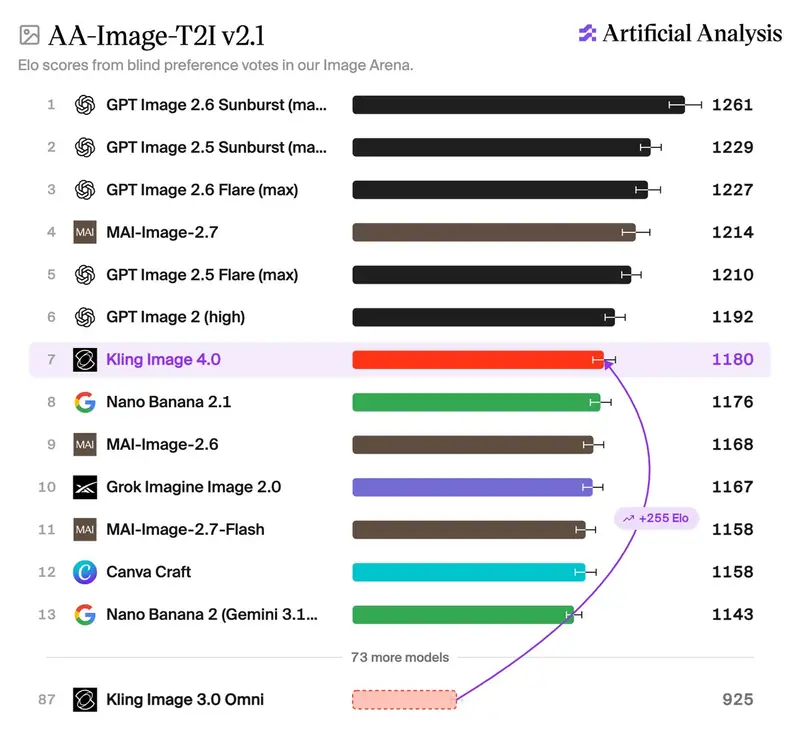 AA-Image-T2I v2.1
Artificial Analysis
Elo scores from blind preference votes in our Image Arena.
1 GPT Image 2.6 Sunburst (ma... 1261
2 GPT Image 2.5 Sunburst (ma... 1229
3 GPT Image 2.6 Flare (max) 1227
4 MAI MAI-Image-2.7 1214
5 GPT Image 2.5 Flare (max) 1210
6 GPT Image 2 (high) 1192
7 Kling Image 4.0 1180
8 Nano Banana 2.1 1176
9 MAI MAI-Image-2.6 1168
10 Grok Imagine Image 2.0 1167
+255 Elo
11 MAI MAI-Image-2.7-Flash 1158
12 Canva Craft 1158
13 Nano Banana 2 (Gemini 3.1... 1143
73 more models
87 Kling Image 3.0 Omni 925